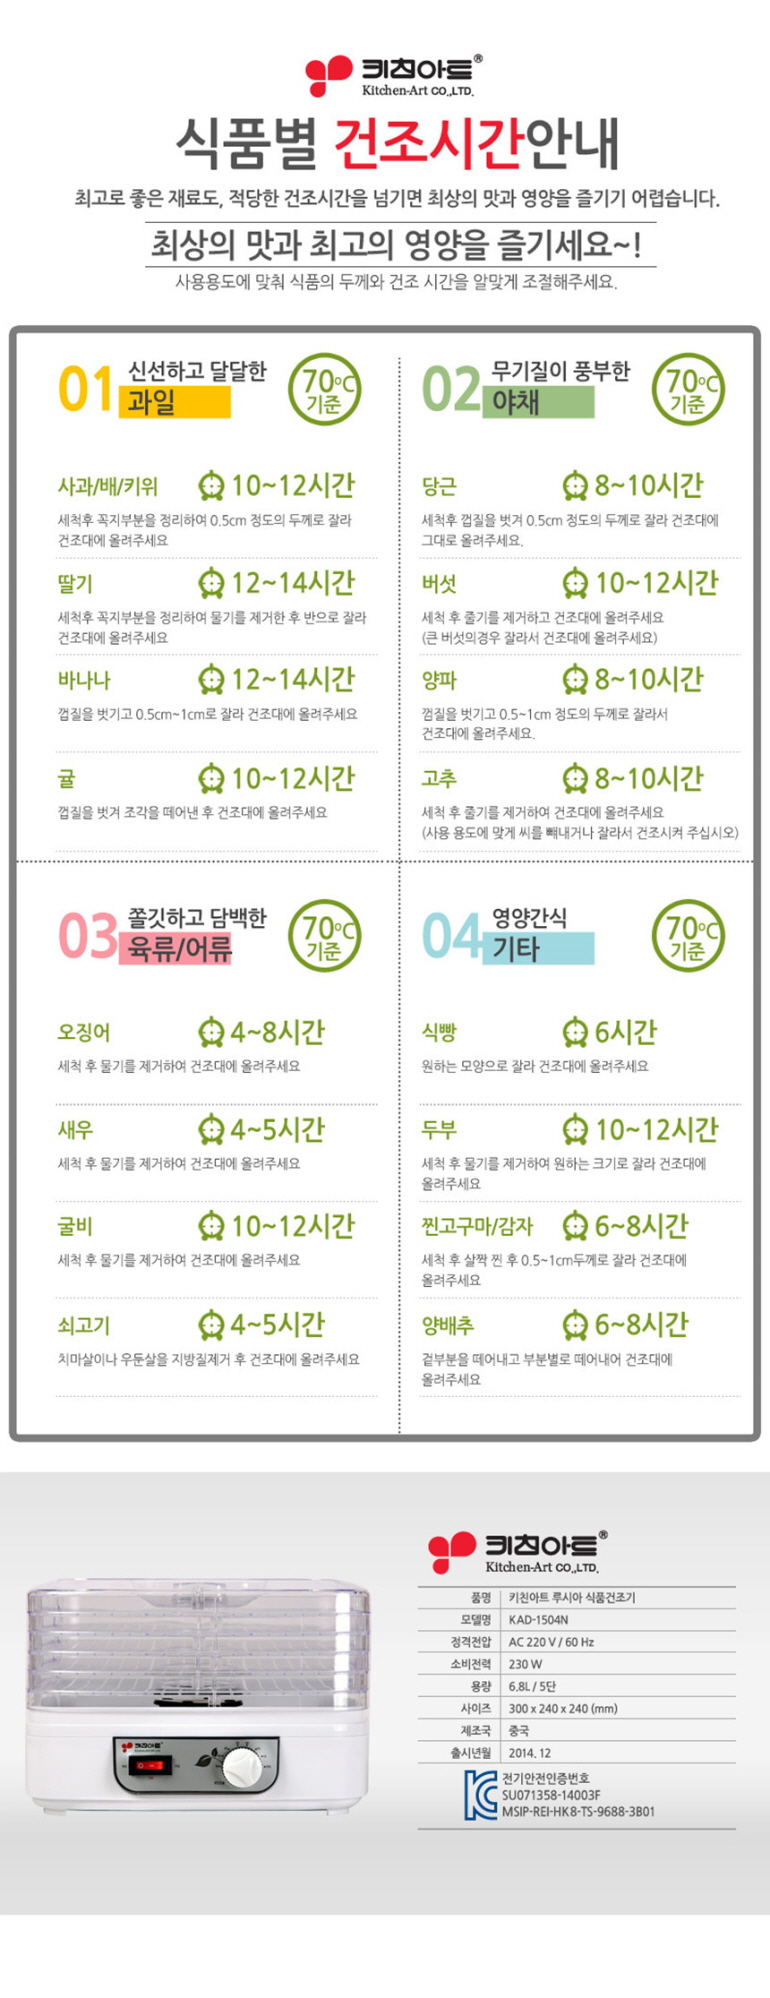 키친아트®
Kitchen-Art CO.,LTD.
식품별 건조시간안내
최고로 좋은 재료도, 적당한 건조시간을 넘기면 최상의 맛과 영양을 즐기기 어렵습니다.
최상의 맛과 최고의 영양을 즐기세요~!
사용용도에 맞춰 식품의 두께와 건조 시간을 알맞게 조절해주세요.
01 신선하고 달달한
과일
70℃
기준
사과/배/키위 10~12시간
세척후 꼭지부분을 정리하여 0.5cm 정도의 두께로 잘라
건조대에 올려주세요
딸기 12~14시간
세척후 꼭지부분을 정리하여 물기를 제거한 후 반으로 잘라
건조대에 올려주세요
바나나 12~14시간
껍질을 벗기고 0.5cm~1cm로 잘라 건조대에 올려주세요
귤 10~12시간
껍질을 벗겨 조각을 떼어낸 후 건조대에 올려주세요
02 무기질이 풍부한
야채
70℃
기준
당근 8~10시간
세척후 껍질을 벗겨 0.5cm 정도의 두께로 잘라 건조대에
그대로 올려주세요.
버섯 10~12시간
세척 후 줄기를 제거하고 건조대에 올려주세요
(큰 버섯의경우 잘라서 건조대에 올려주세요)
양파 8~10시간
껌질을 벗기고 0.5~1cm 정도의 두께로 잘라서
건조대에 올려주세요.
고추 8~10시간
세척 후 줄기를 제거하여 건조대에 올려주세요
(사용 용도에 맞게 씨를 빼내거나 잘라서 건조시켜 주십시오)
03 쫄깃하고 담백한
육류/어류
70℃
기준
오징어 4~8시간
세척 후 물기를 제거하여 건조대에 올려주세요
새우 4~5시간
세척 후 물기를 제거하여 건조대에 올려주세요
굴비 10~12시간
세척 후 물기를 제거하여 건조대에 올려주세요
쇠고기 4~5시간
치마살이나 우둔살을 지방질제거 후 건조대에 올려주세요
04 영양간식
기타
70℃
기준
식빵 6시간
원하는 모양으로 잘라 건조대에 올려주세요
두부 10~12시간
세척 후 물기를 제거하여 원하는 크기로 잘라 건조대에
올려주세요
찐고구마/감자 6~8시간
세척 후 살짝 찐 후 0.5~1cm두께로 잘라 건조대에
올려주세요
양배추 6~8시간
겉부분을 떼어내고 부분별로 떼어내어 건조대에
올려주세요
키친아트®
Kitchen-Art CO.,LTD.
품명 키친아트 루시아 식품건조기
모델명 KAD-1504N
정격전압 AC 220 V / 60 Hz
소비전력 230 W
용량 6.8L / 5단
사이즈 300 x 240 x 240 (mm)
제조국 중국
출시년월 2014. 12
전기안전인증번호
SU071358-14003F
MSIP-REI-HK8-TS-9688-3B01
키친아트